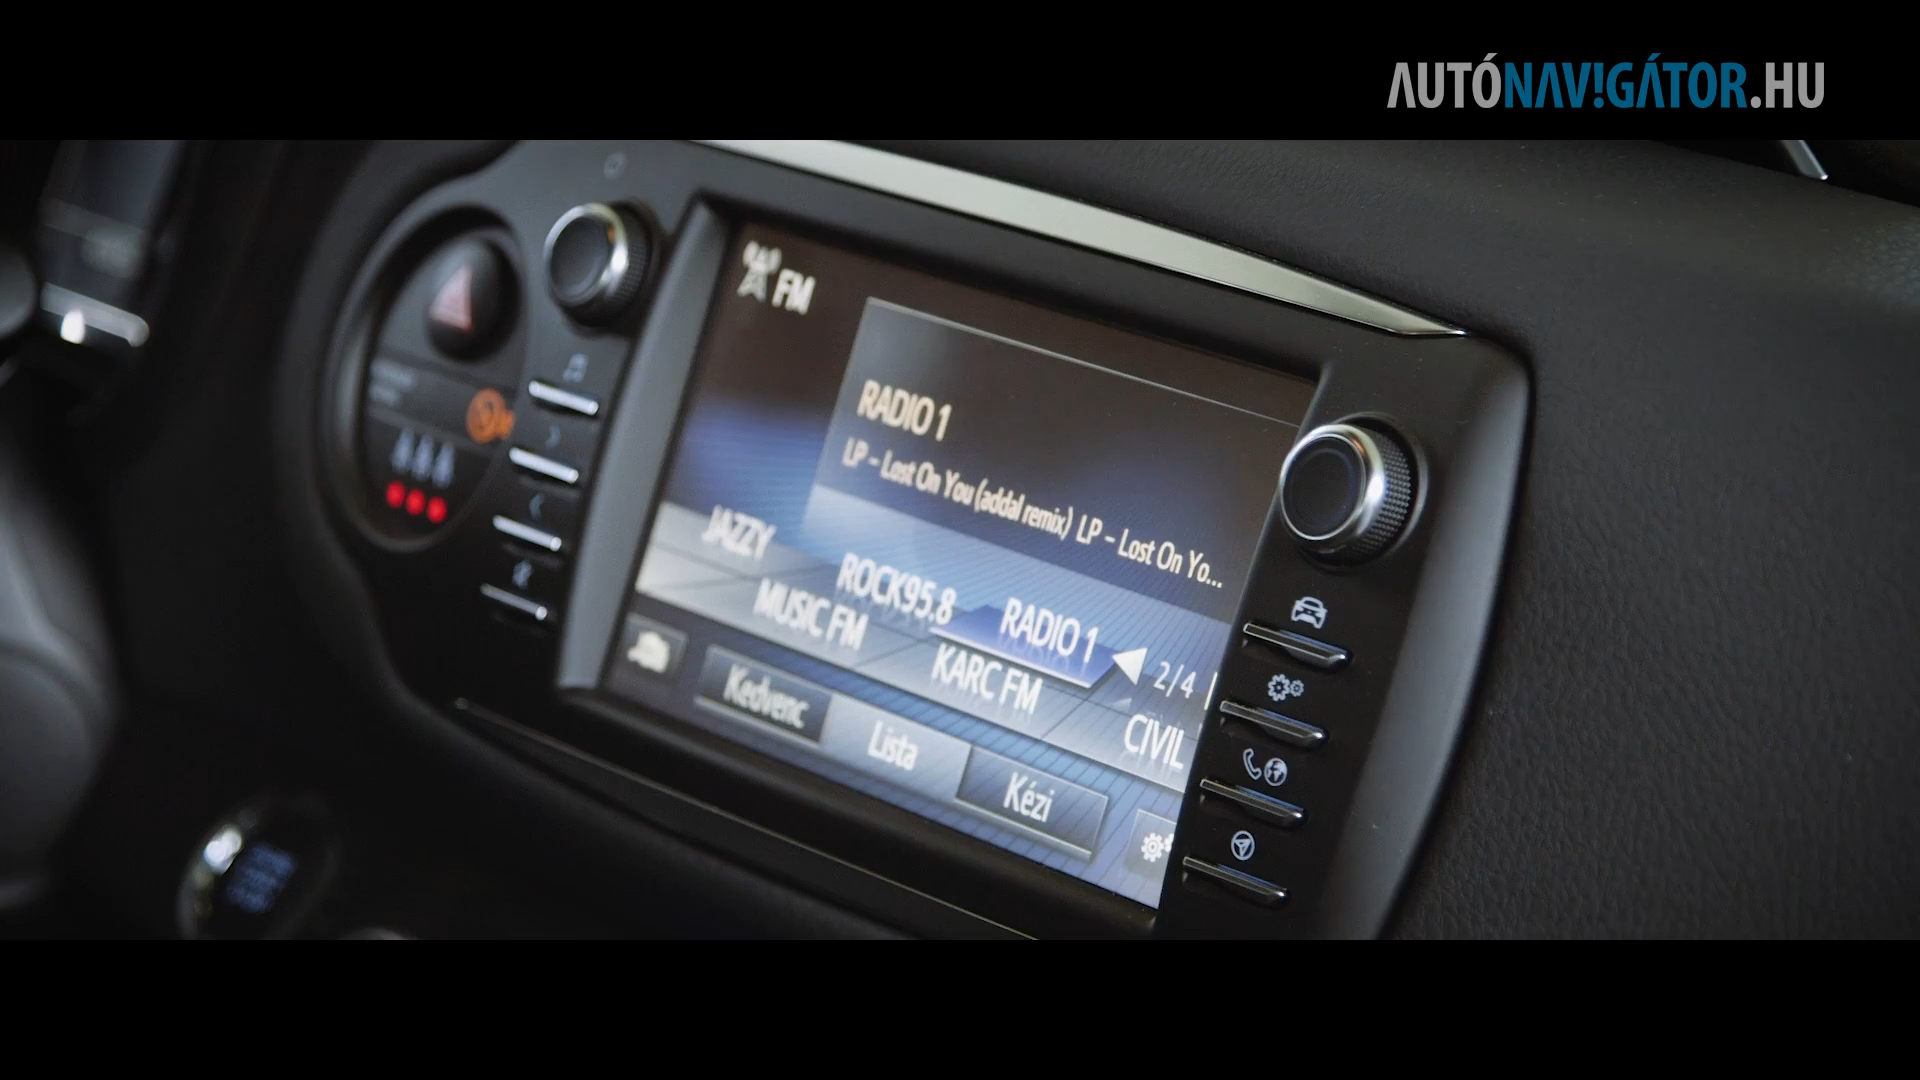 AUTÓNAV!GÁTOR.HU
FM
RADIO 1
LP - Lost On You (addal remix) LP - Lost On Yo...
JAZZY
ROCK95.8
RADIO 1
2/4
MUSIC FM
KARC FM
CIVIL
Kedvenc
Lista
Kézi